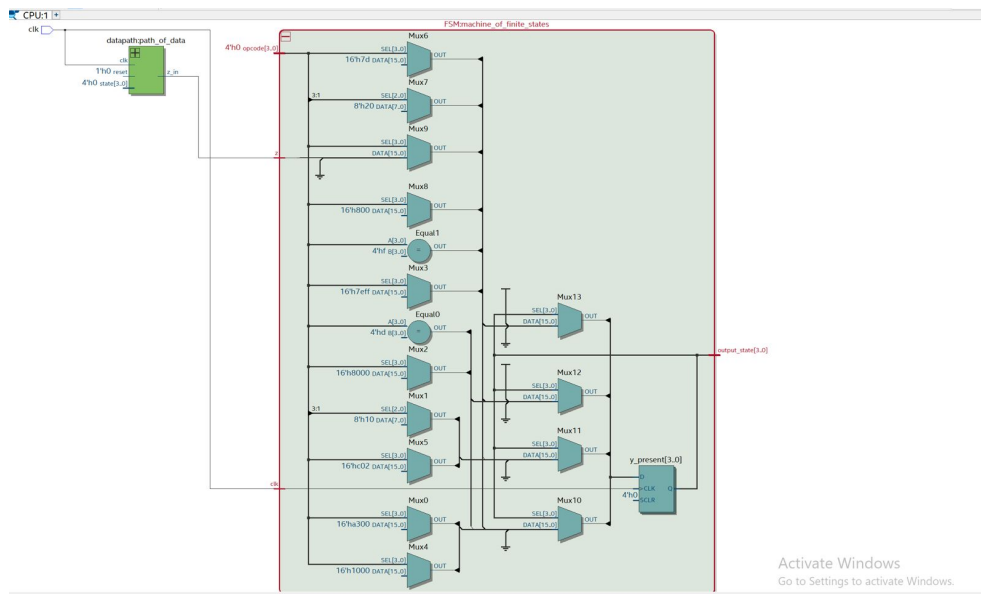 CPU:1
FSM:machine_of_finite_states
clk
datapath:path_of_data
clk
1'h0 reset
4'h0 state[3..0]
z_in
4'h0 opcode[3..0]
z
clk
Mux6
SEL[3..0]
16'h7d DATA[15..0]
OUT
Mux7
3:1
SEL[2..0]
8'h20 DATA[7..0]
OUT
Mux9
SEL[3..0]
DATA[15..0]
OUT
Mux8
SEL[3..0]
16'h800 DATA[15..0]
OUT
Equal1
A[3..0]
4'hf B[3..0]
=
OUT
Mux3
SEL[3..0]
16'h7eff DATA[15..0]
OUT
Equal0
A[3..0]
4'hd B[3..0]
=
OUT
Mux2
SEL[3..0]
16'h8000 DATA[15..0]
OUT
Mux1
3:1
SEL[2..0]
8'h10 DATA[7..0]
OUT
Mux5
SEL[3..0]
16'hc02 DATA[15..0]
OUT
Mux0
SEL[3..0]
16'ha300 DATA[15..0]
OUT
Mux4
SEL[3..0]
16'h1000 DATA[15..0]
OUT
Mux13
SEL[3..0]
DATA[15..0]
OUT
Mux12
SEL[3..0]
DATA[15..0]
OUT
Mux11
SEL[3..0]
DATA[15..0]
OUT
Mux10
SEL[3..0]
DATA[15..0]
OUT
y_present[3..0]
D
CLK
Q
4'h0
SCLR
output_state[3..0]
Activate Windows
Go to Settings to activate Windows.